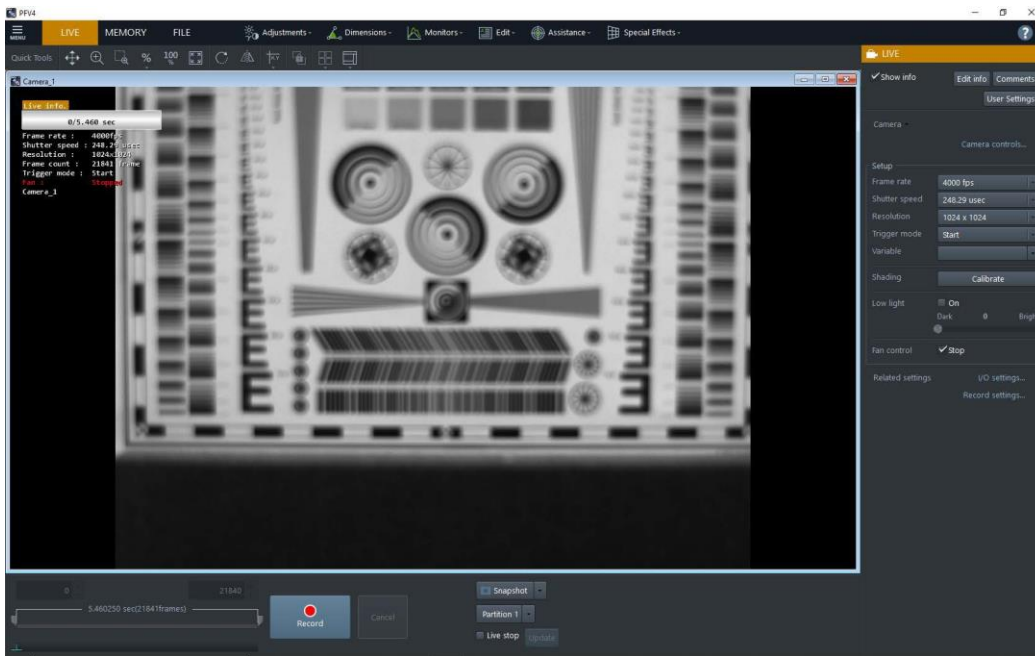 PFV4
MENU LIVE MEMORY FILE Adjustments Dimensions Monitors Edit Assistance Special Effects ?
Quick Tools % 100
Camera_1
Live info.
0/5.460 sec
Frame rate : 4000fps
Shutter speed : 248.29 usec
Resolution : 1024x1024
Frame count : 21841 frame
Trigger mode : Start
Fan : Stopped
Camera_1
LIVE
Show info Edit info Comments
User Settings
Camera
Camera controls...
Setup
Frame rate 4000 fps
Shutter speed 248.29 usec
Resolution 1024 x 1024
Trigger mode Start
Variable
Shading Calibrate
Low light On
Dark 0 Brigh
Fan control Stop
Related settings I/O settings...
Record settings...
0 21840
5.460250 sec(21841frames)
Record Cancel
Snapshot
Partition 1
Live stop Update